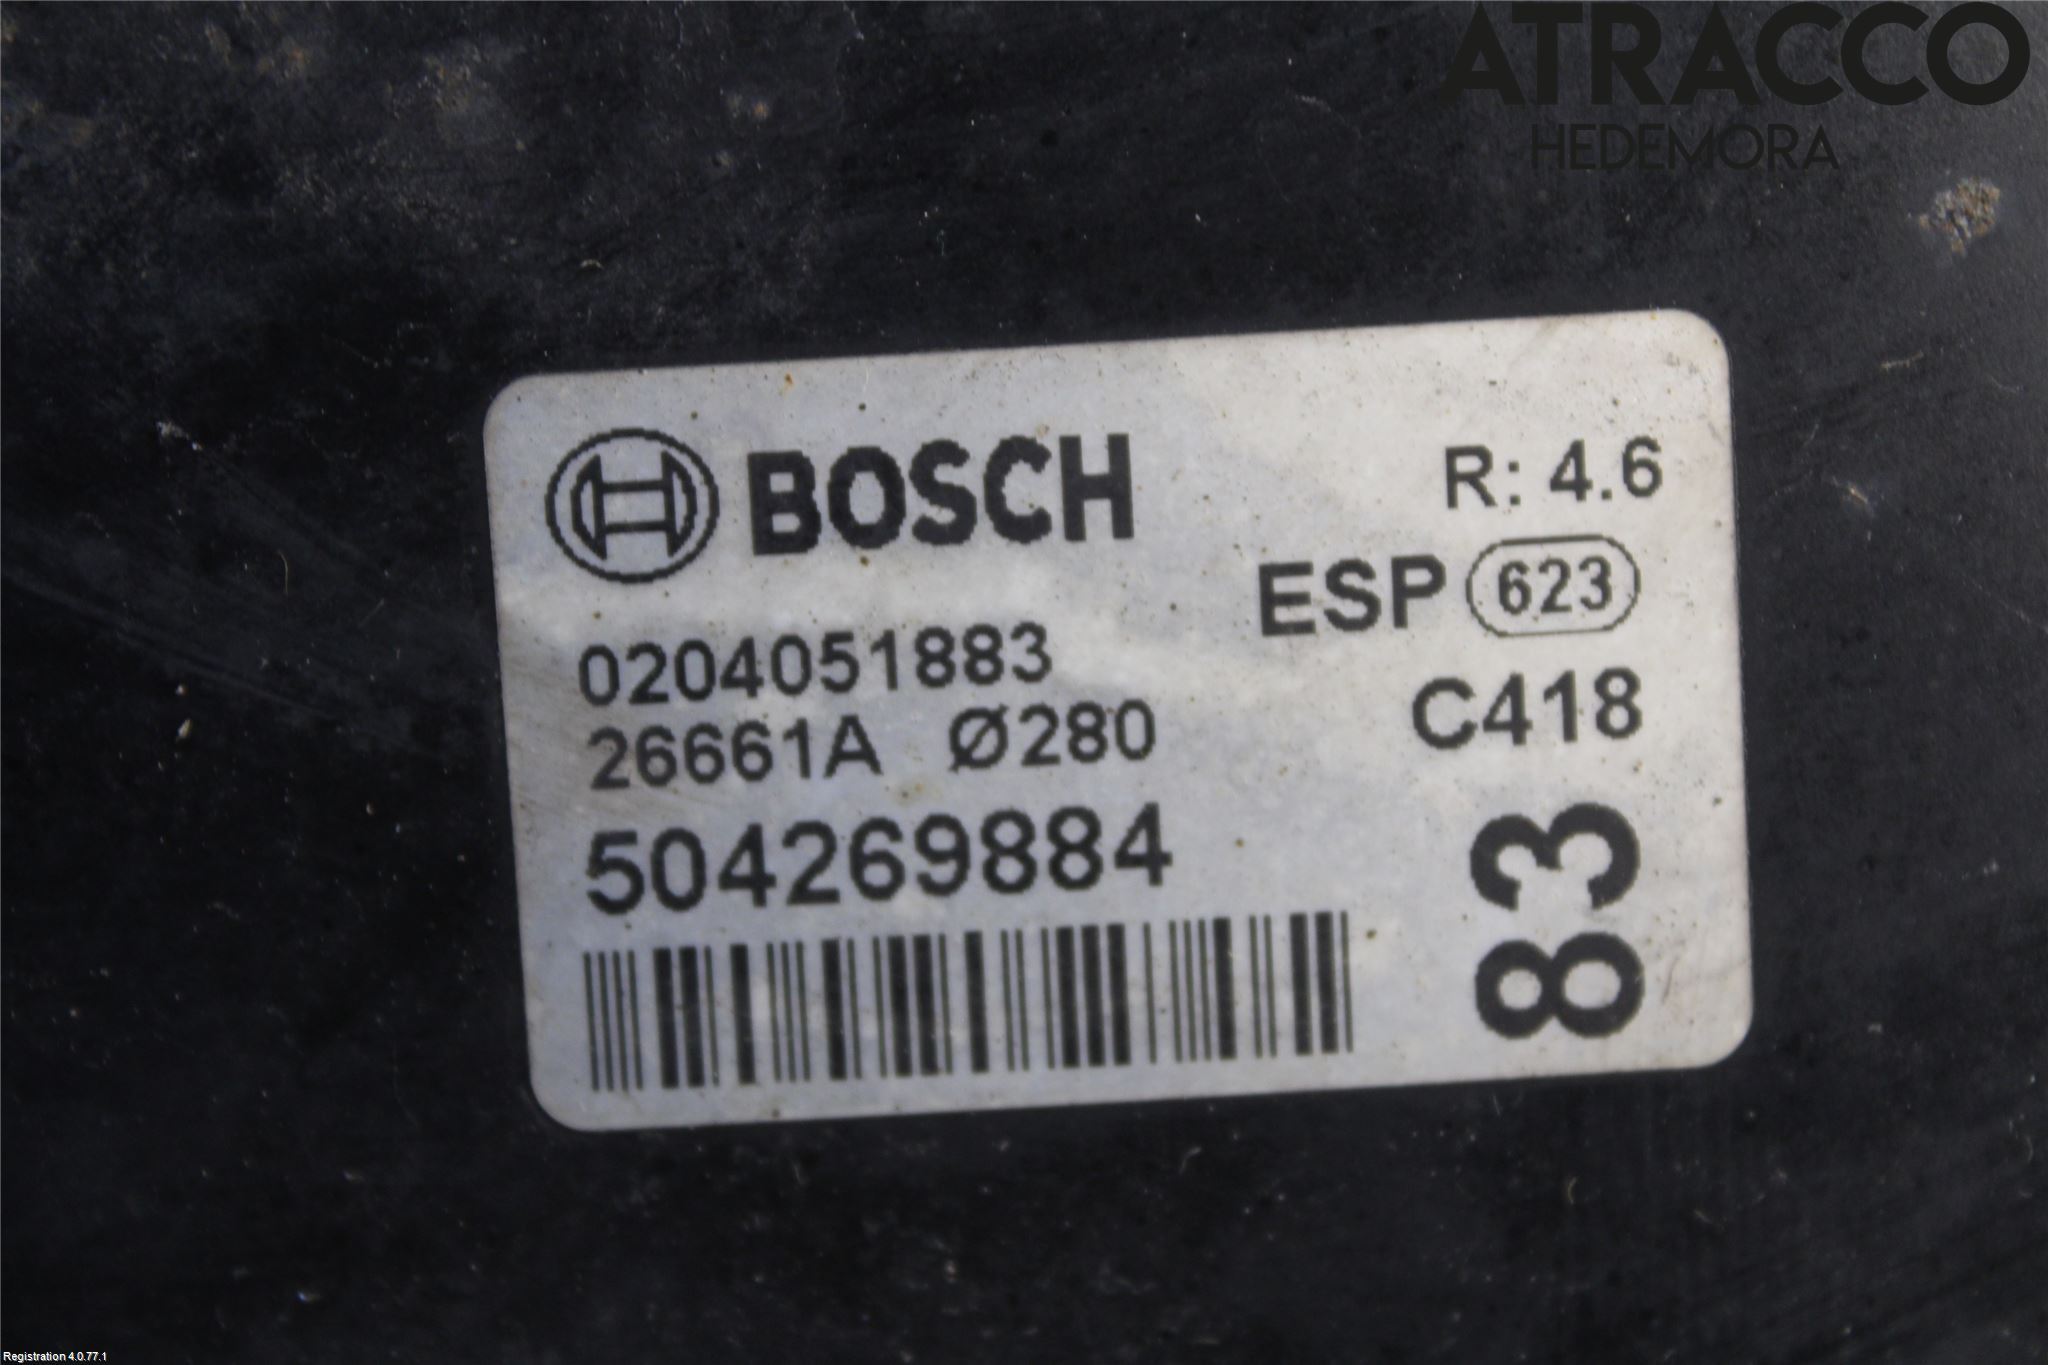 ATRACCO
HEDEMORA
BOSCH
R: 4.6
ESP 623
0204051883
C418
26661A Ø280
504269884
83
Registration 4.0.77.1